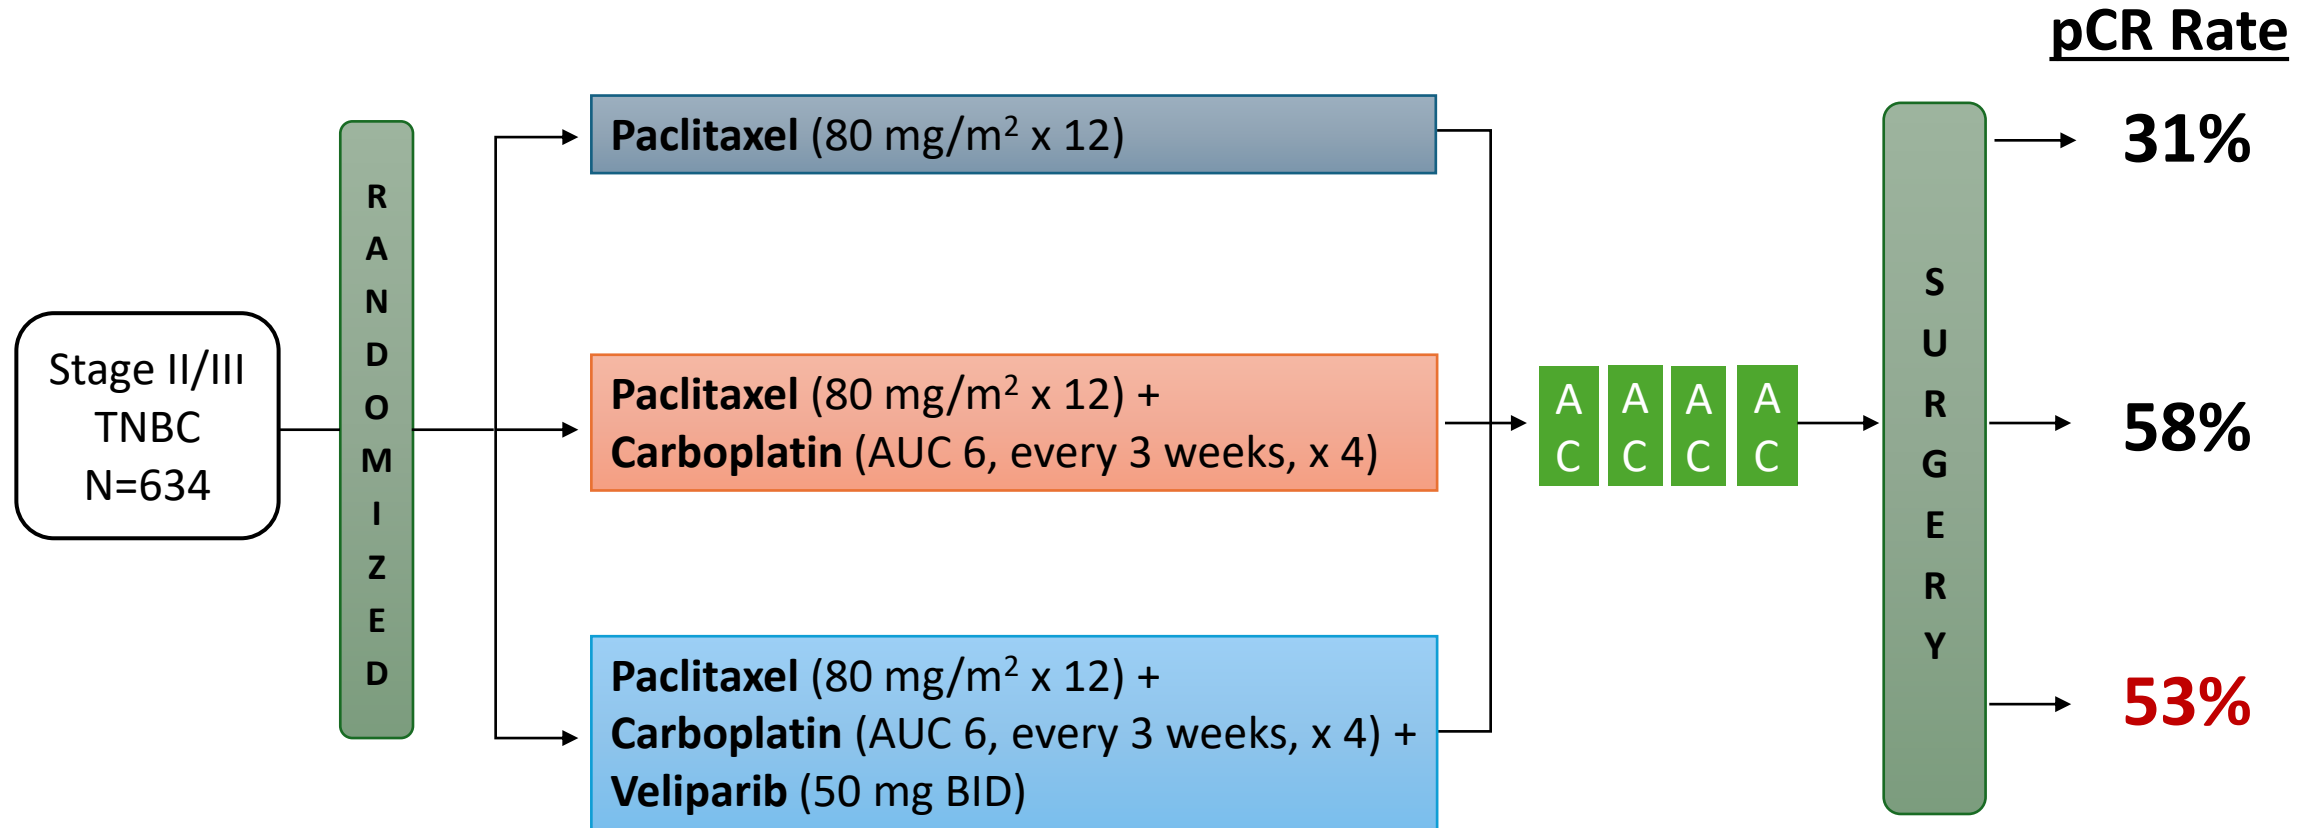 pCR Rate
Stage II/III
TNBC
N=634
RANDOMIZED
Paclitaxel (80 mg/m² x 12)
Paclitaxel (80 mg/m² x 12) +
Carboplatin (AUC 6, every 3 weeks, x 4)
Paclitaxel (80 mg/m² x 12) +
Carboplatin (AUC 6, every 3 weeks, x 4) +
Veliparib (50 mg BID)
A A A A
C C C C
SURGERY
31%
58%
53%